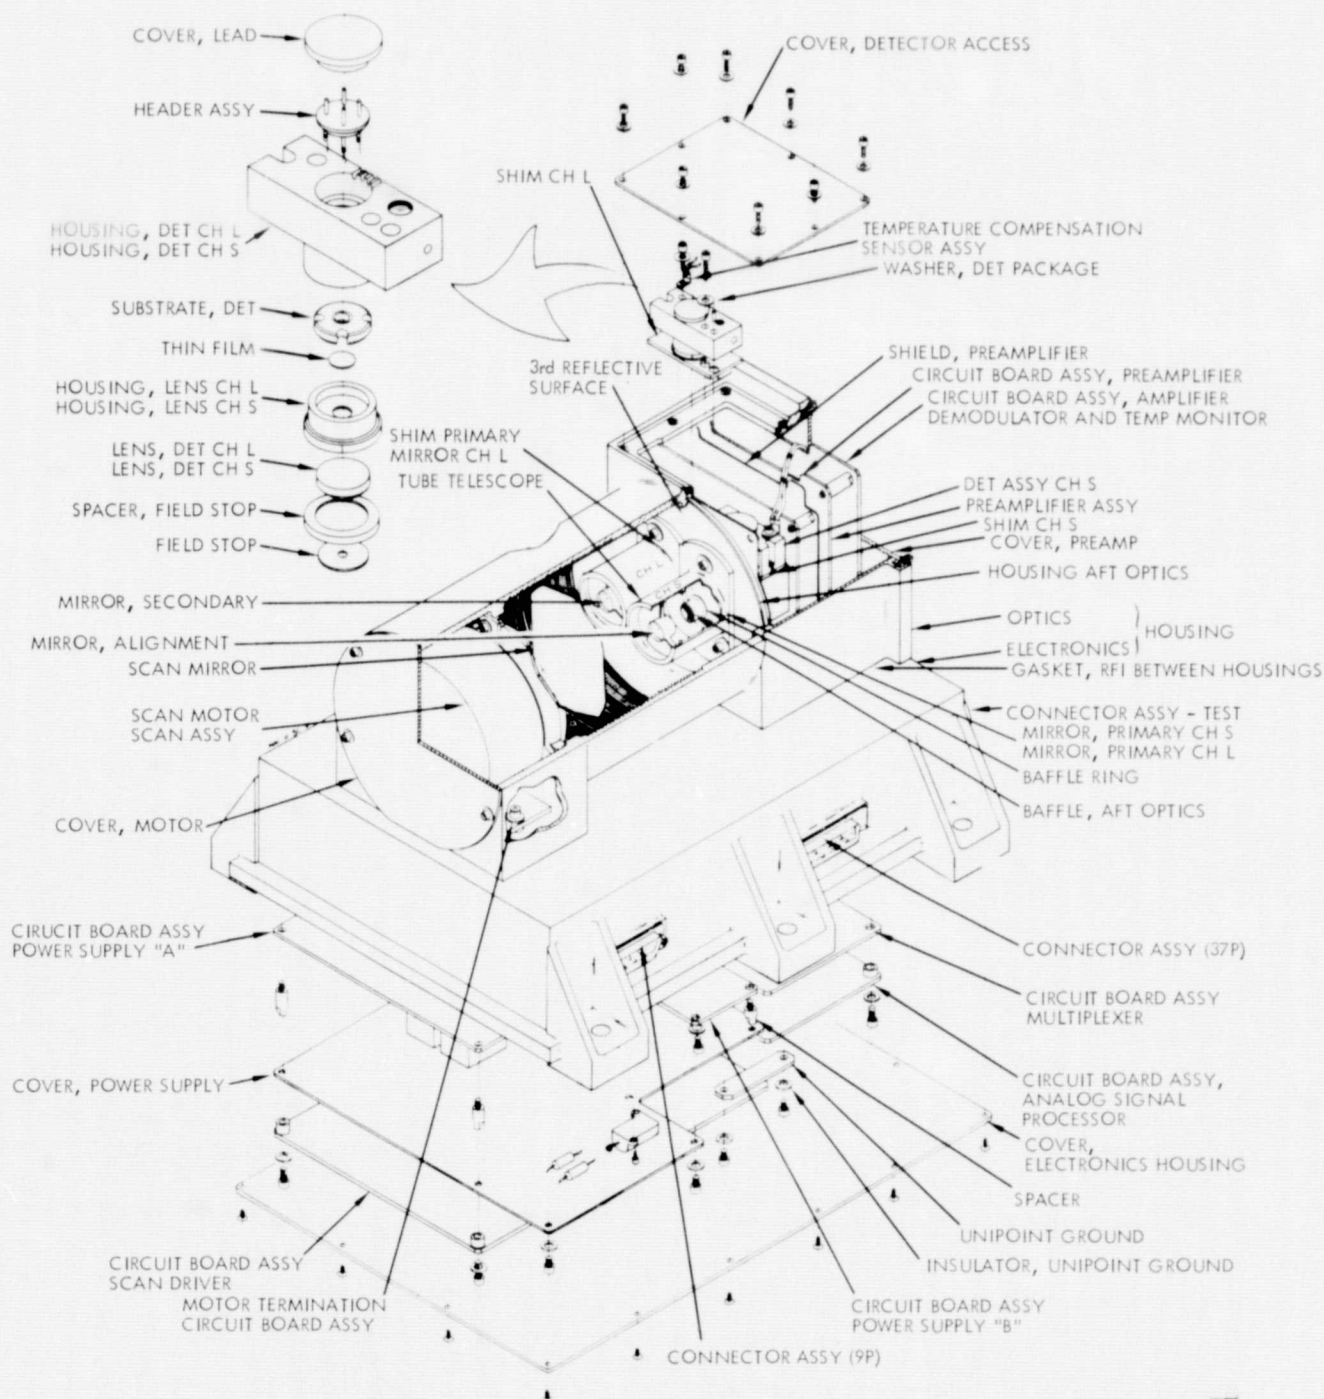 COVER, LEAD
HEADER ASSY
HOUSING, DET CH L
HOUSING, DET CH S
SUBSTRATE, DET
THIN FILM
HOUSING, LENS CH L
HOUSING, LENS CH S
LENS, DET CH L
LENS, DET CH S
SPACER, FIELD STOP
FIELD STOP
MIRROR, SECONDARY
MIRROR, ALIGNMENT
SCAN MIRROR
SCAN MOTOR
SCAN ASSY
COVER, MOTOR
CIRUCIT BOARD ASSY
POWER SUPPLY "A"
COVER, POWER SUPPLY
CIRCUIT BOARD ASSY
SCAN DRIVER
MOTOR TERMINATION
CIRCUIT BOARD ASSY
SHIM CH L
3rd REFLECTIVE
SURFACE
SHIM PRIMARY
MIRROR CH L
TUBE TELESCOPE
CH L
CH S
COVER, DETECTOR ACCESS
TEMPERATURE COMPENSATION
SENSOR ASSY
WASHER, DET PACKAGE
SHIELD, PREAMPLIFIER
CIRCUIT BOARD ASSY, PREAMPLIFIER
CIRCUIT BOARD ASSY, AMPLIFIER
DEMODULATOR AND TEMP MONITOR
DET ASSY CH S
PREAMPLIFIER ASSY
SHIM CH S
COVER, PREAMP
HOUSING AFT OPTICS
OPTICS
ELECTRONICS
HOUSING
GASKET, RFI BETWEEN HOUSINGS
CONNECTOR ASSY - TEST
MIRROR, PRIMARY CH S
MIRROR, PRIMARY CH L
BAFFLE RING
BAFFLE, AFT OPTICS
CONNECTOR ASSY (37P)
CIRCUIT BOARD ASSY
MULTIPLEXER
CIRCUIT BOARD ASSY,
ANALOG SIGNAL
PROCESSOR
COVER,
ELECTRONICS HOUSING
SPACER
UNIPOINT GROUND
INSULATOR, UNIPOINT GROUND
CIRCUIT BOARD ASSY
POWER SUPPLY "B"
CONNECTOR ASSY (9P)